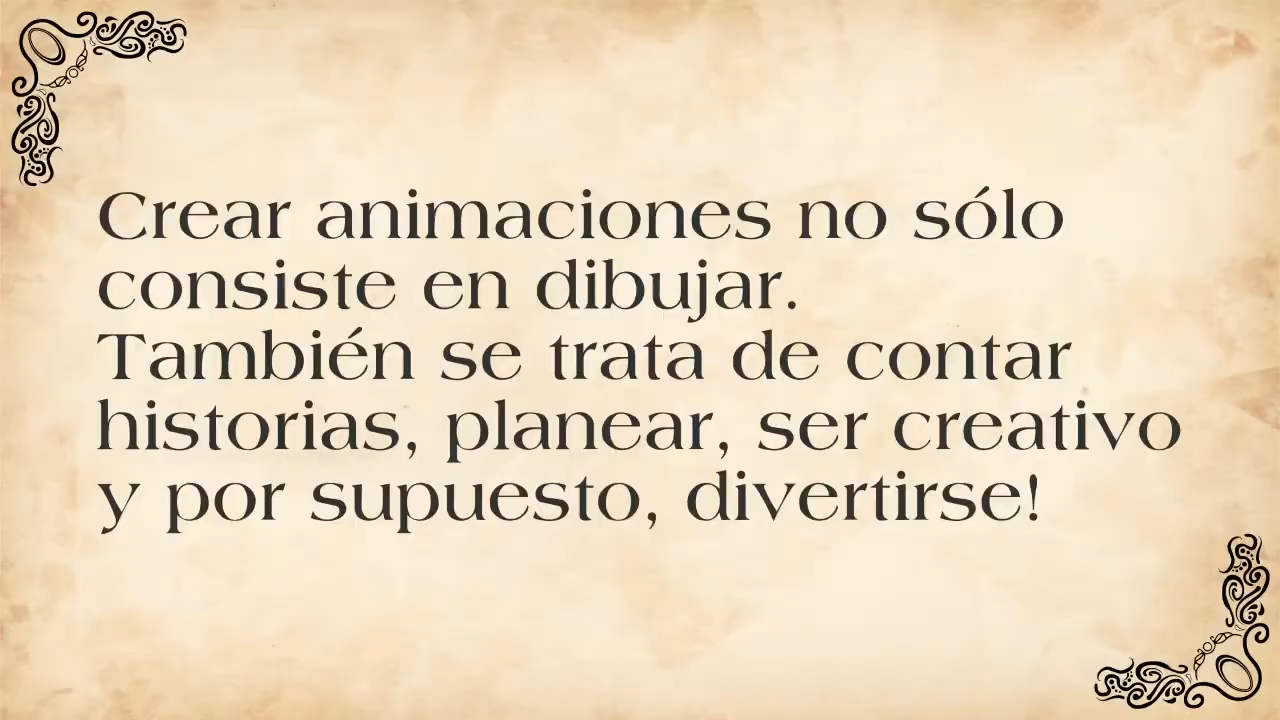 Crear animaciones no sólo
consiste en dibujar.
También se trata de contar
historias, planear, ser creativo
y por supuesto, divertirse!